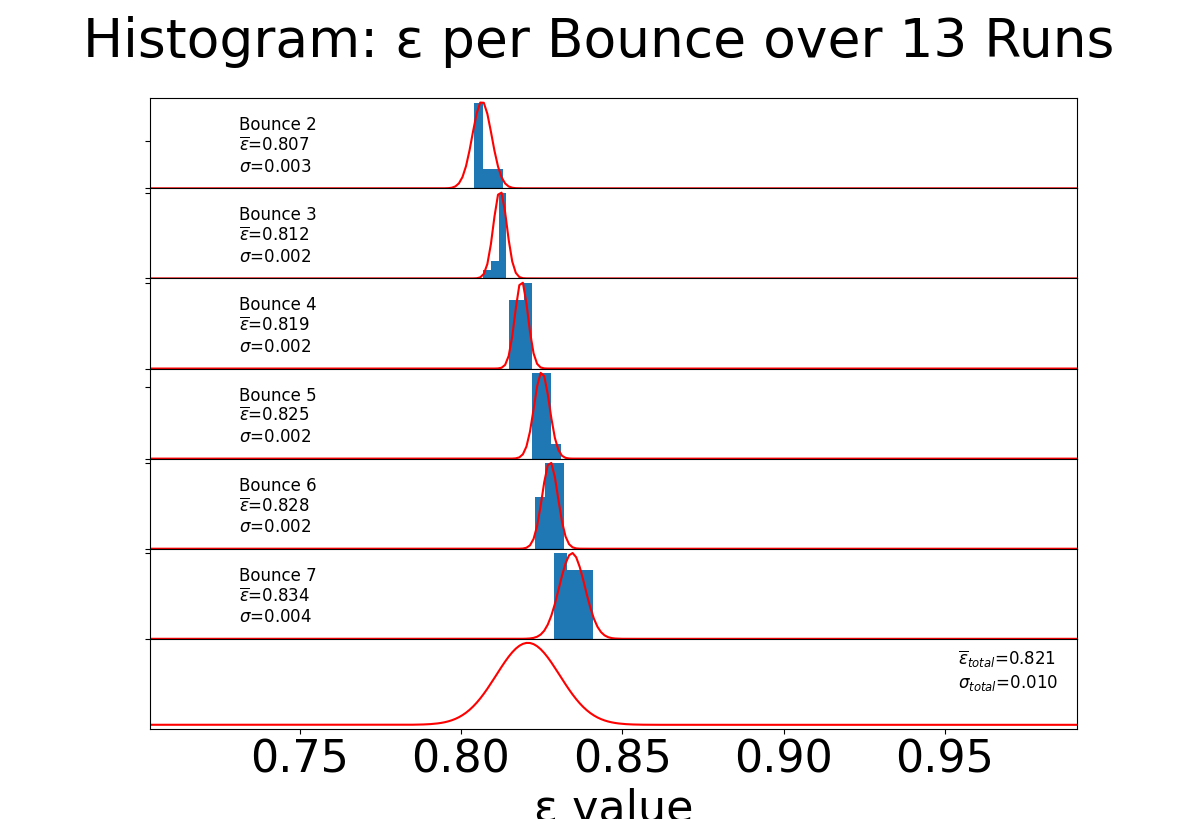 Histogram: ε per Bounce over 13 Runs
Bounce 2
ε̅=0.807
σ=0.003
Bounce 3
ε̅=0.812
σ=0.002
Bounce 4
ε̅=0.819
σ=0.002
Bounce 5
ε̅=0.825
σ=0.002
Bounce 6
ε̅=0.828
σ=0.002
Bounce 7
ε̅=0.834
σ=0.004
ε̅total=0.821
σtotal=0.010
0.75 0.80 0.85 0.90 0.95
ε value